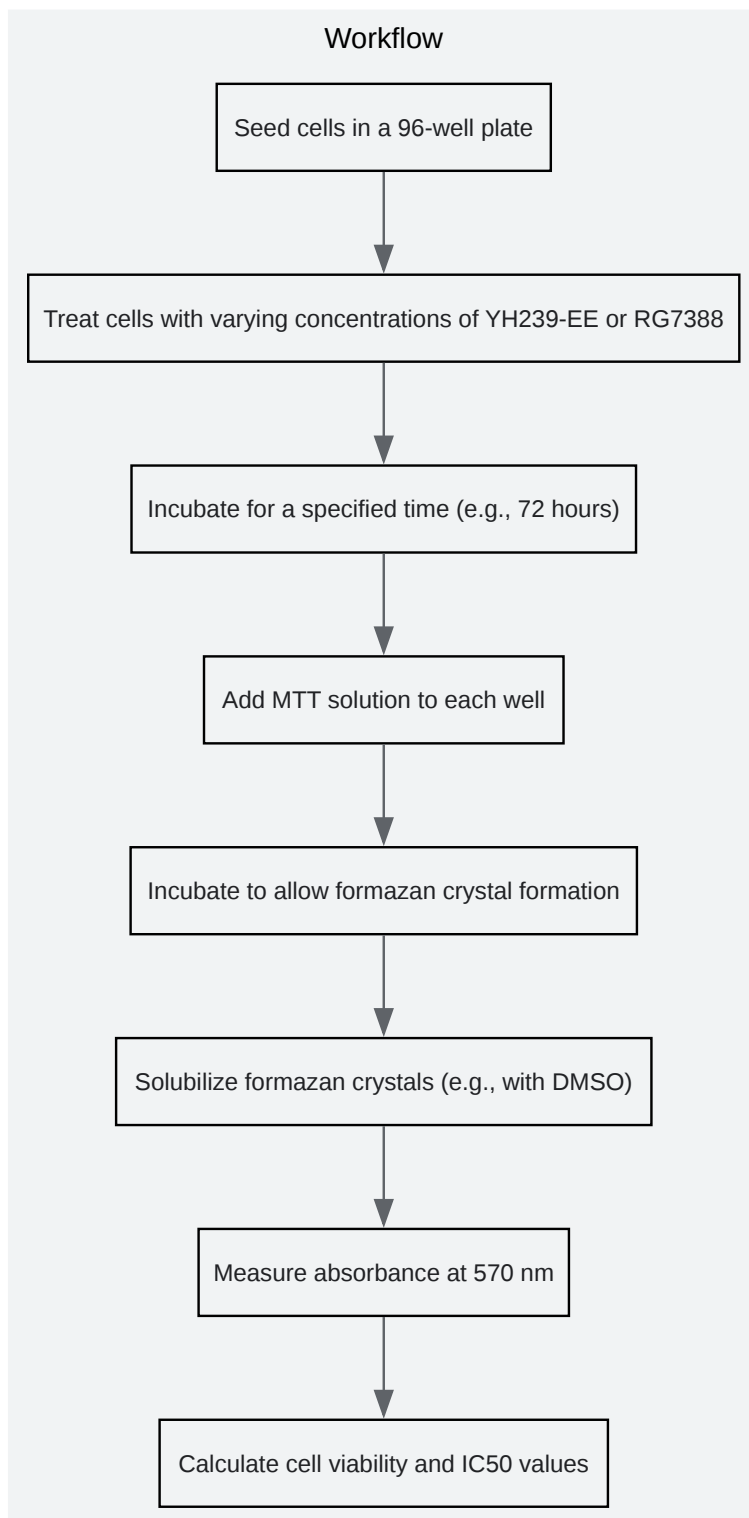 Workflow
Seed cells in a 96-well plate
Treat cells with varying concentrations of YH239-EE or RG7388
Incubate for a specified time (e.g., 72 hours)
Add MTT solution to each well
Incubate to allow formazan crystal formation
Solubilize formazan crystals (e.g., with DMSO)
Measure absorbance at 570 nm
Calculate cell viability and IC50 values